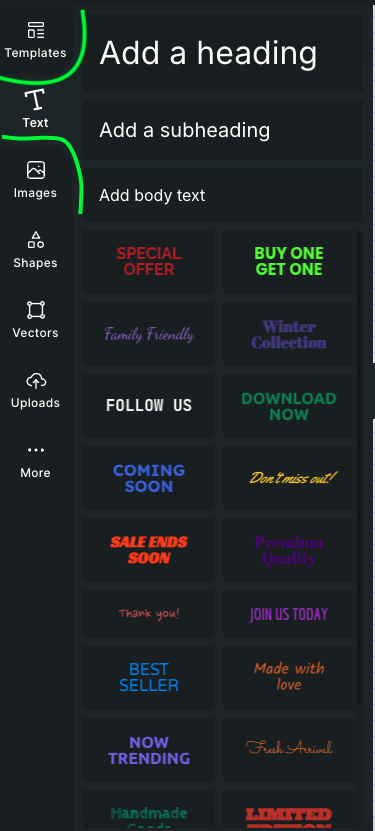 Templates
Text
Images
Shapes
Vectors
Uploads
More
Add a heading
Add a subheading
Add body text
SPECIAL
OFFER
BUY ONE
GET ONE
Family Friendly
Winter
Collection
FOLLOW US
DOWNLOAD
NOW
COMING
SOON
Don't miss out!
SALE ENDS
SOON
Premium
Quality
Thank you!
JOIN US TODAY
BEST
SELLER
Made with
love
NOW
TRENDING
Fresh Arrival
Handmade
Goods
LIMITED
EDITION